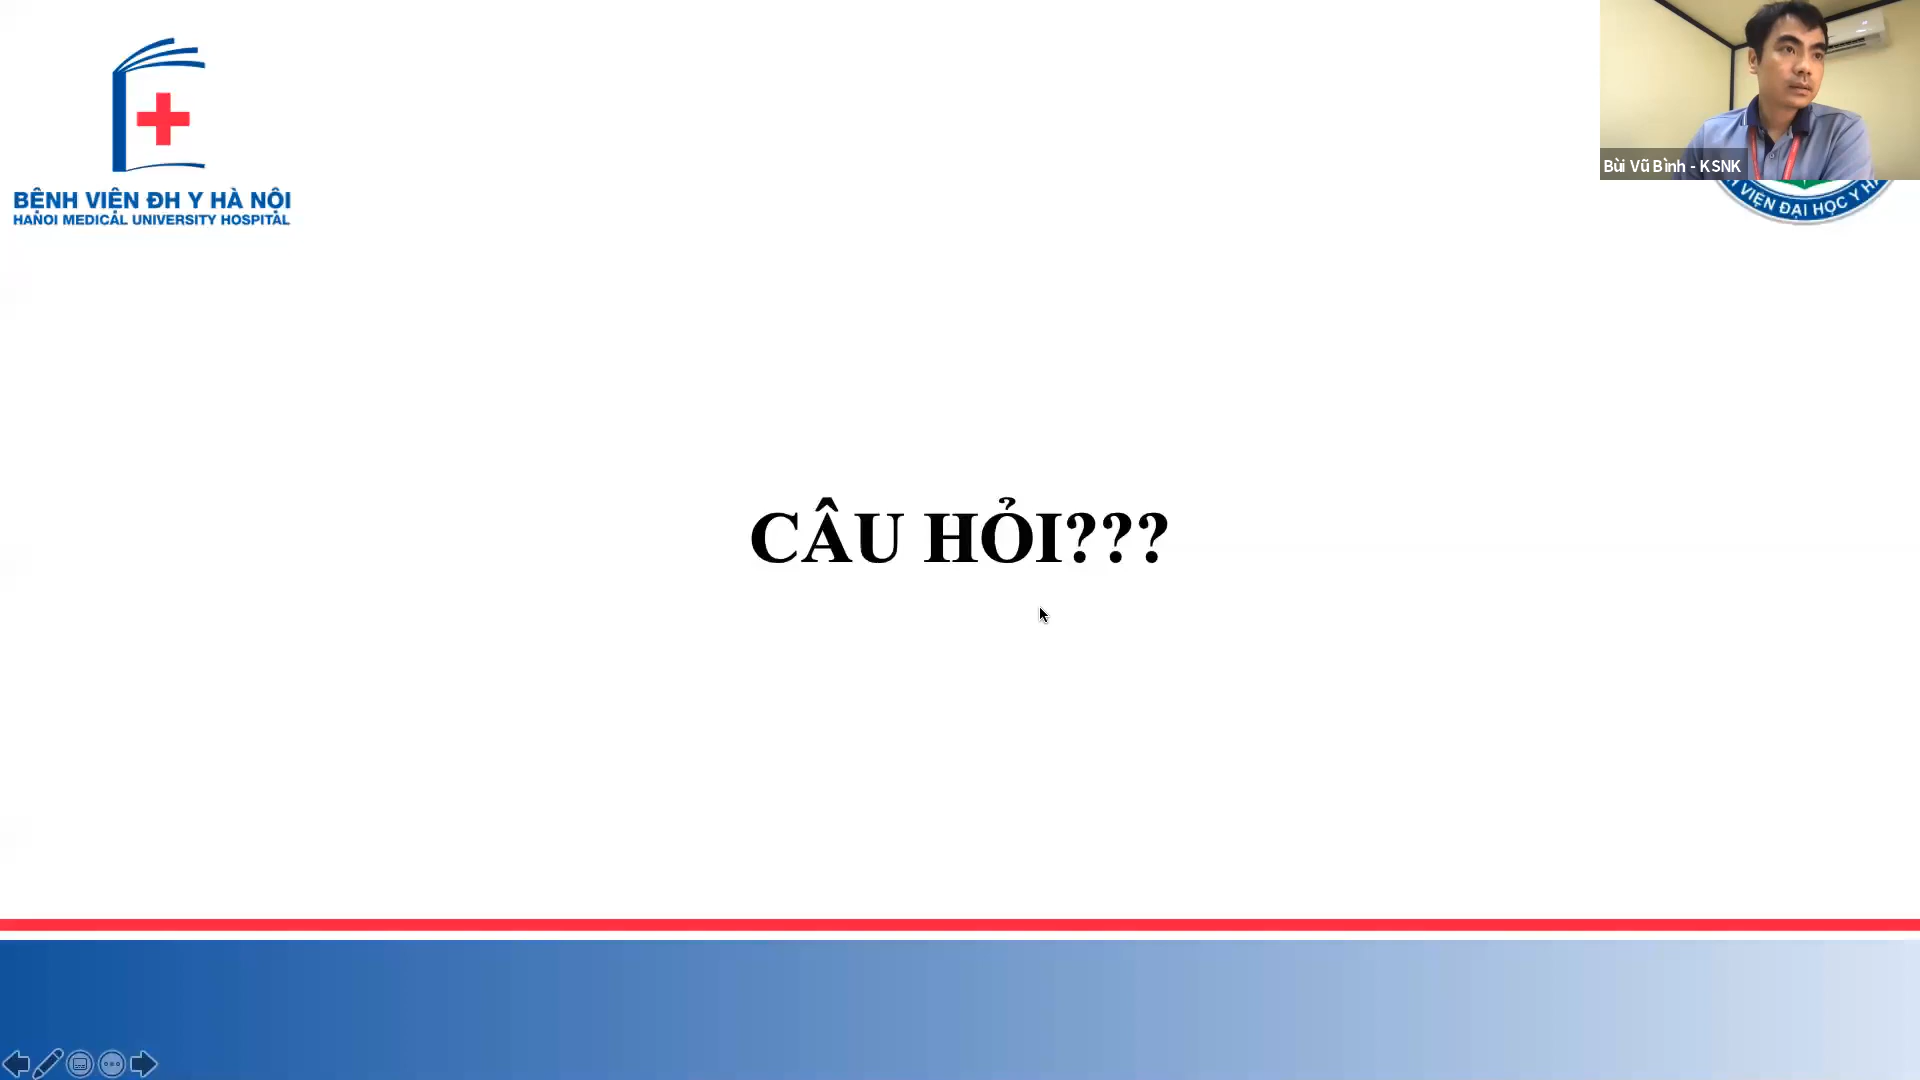 BỆNH VIỆN ĐH Y HÀ NỘI
HANOI MEDICAL UNIVERSITY HOSPITAL
Bùi Vũ Bình - KSNK
VIỆN ĐẠI HỌC Y
CÂU HỎI???